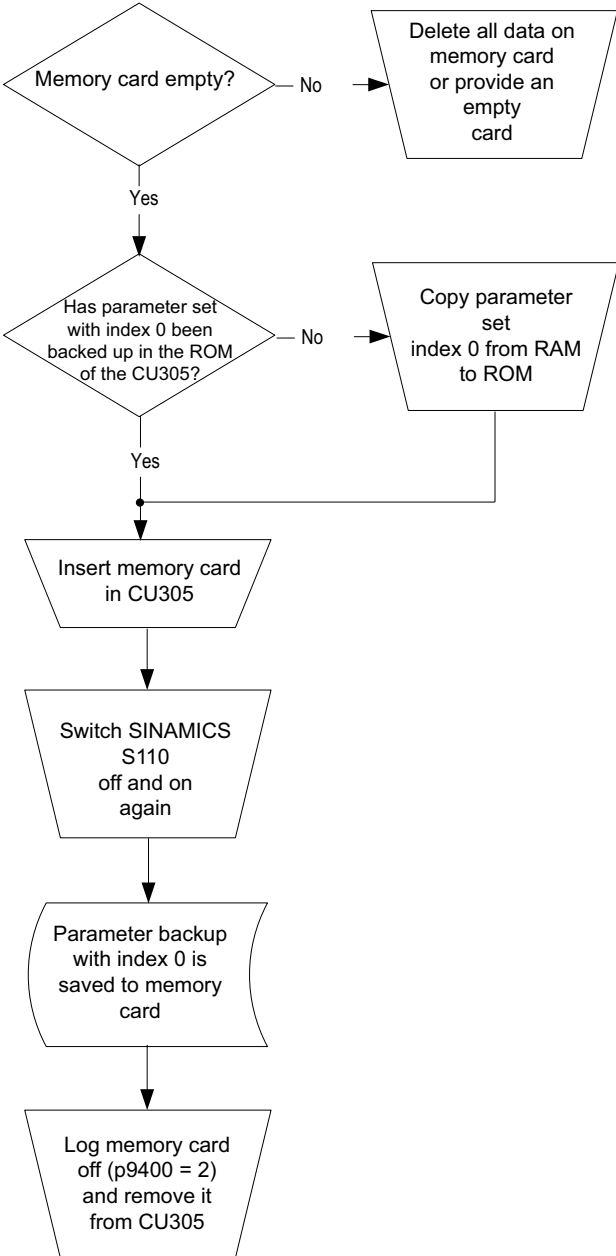 Memory card empty?
No
Delete all data on
memory card
or provide an
empty
card
Yes
Has parameter set
with index 0 been
backed up in the ROM
of the CU305?
No
Copy parameter
set
index 0 from RAM
to ROM
Yes
Insert memory card
in CU305
Switch SINAMICS
S110
off and on
again
Parameter backup
with index 0 is
saved to memory
card
Log memory card
off (p9400 = 2)
and remove it
from CU305